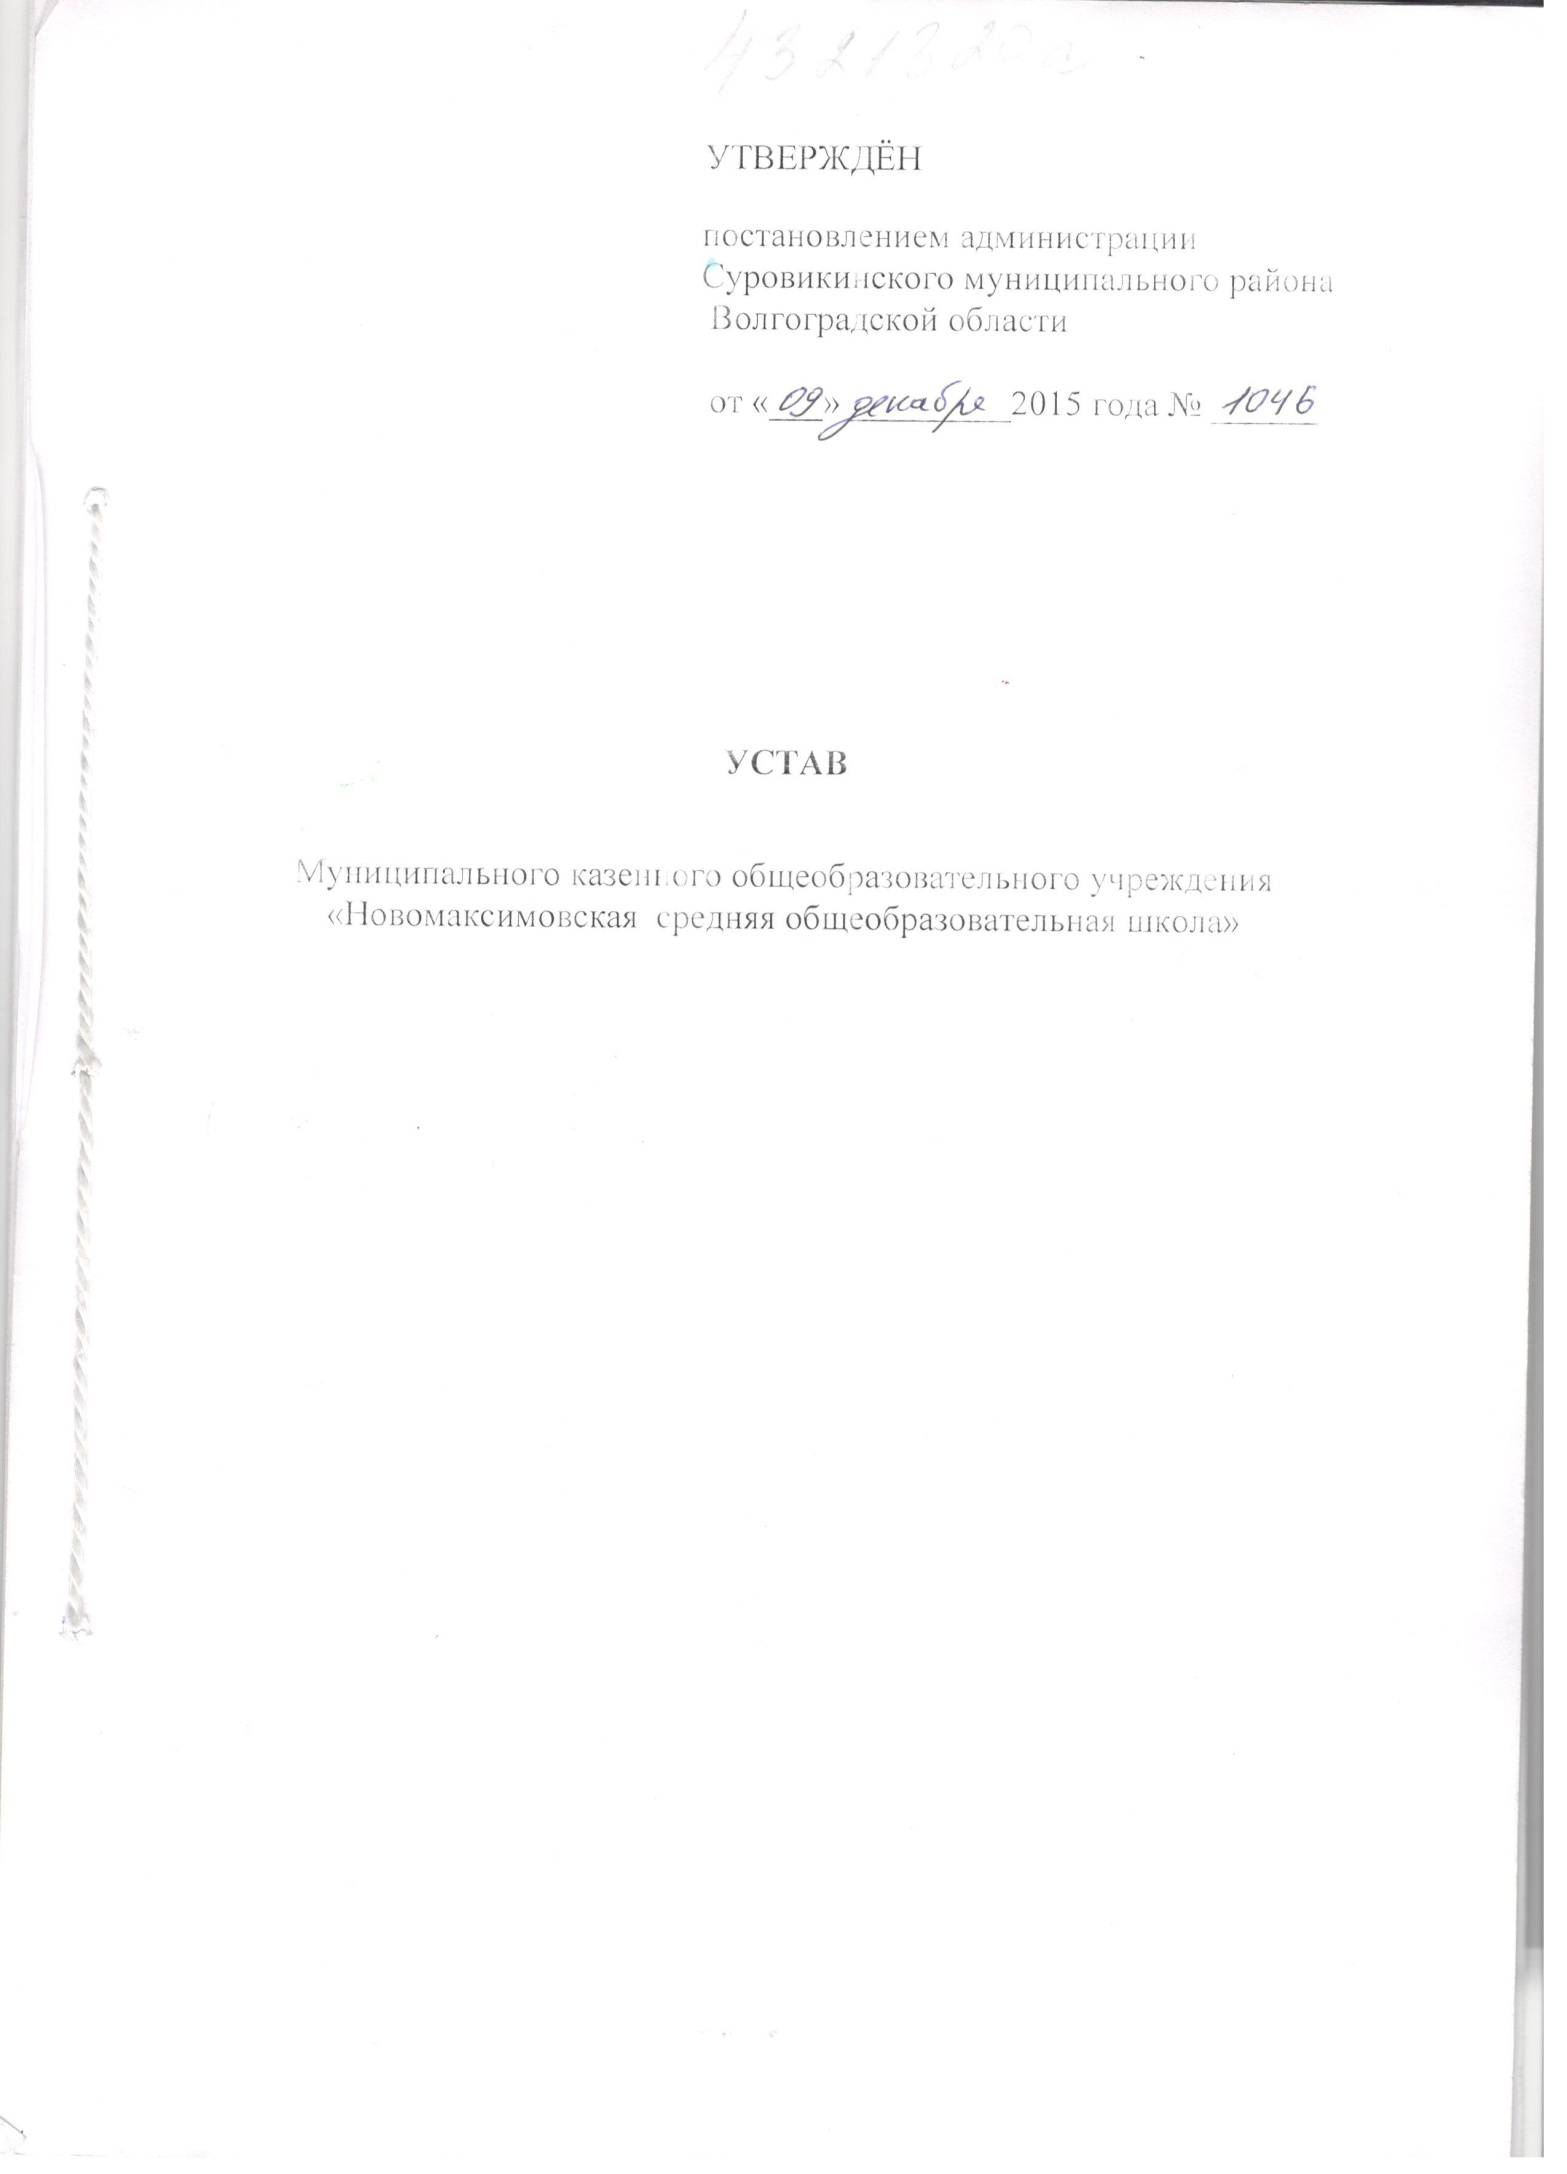 УТВЕРЖДЁН
постановлением администрации
Суровикинского муниципального района
Волгоградской области
от «09» декабре 2015 года № 1046
УСТАВ
Муниципального казенного общеобразовательного учреждения
«Новомаксимовская средняя общеобразовательная школа»